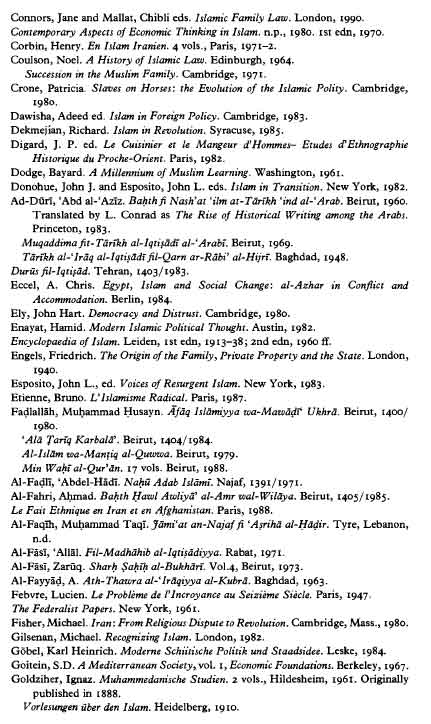 Connors, Jane and Mallat, Chibli eds. Islamic Family Law. London, 1990.
Contemporary Aspects of Economic Thinking in Islam. n.p., 1980. 1st edn, 1970.
Corbin, Henry. En Islam Iranien. 4 vols., Paris, 1971–2.
Coulson, Noel. A History of Islamic Law. Edinburgh, 1964.
Succession in the Muslim Family. Cambridge, 1971.
Crone, Patricia. Slaves on Horses: the Evolution of the Islamic Polity. Cambridge,
1980.
Dawisha, Adeed ed. Islam in Foreign Policy. Cambridge, 1983.
Dekmejian, Richard. Islam in Revolution. Syracuse, 1985.
Digard, J. P. ed. Le Cuisinier et le Mangeur d'Hommes– Etudes d'Ethnographie
Historique du Proche-Orient. Paris, 1982.
Dodge, Bayard. A Millennium of Muslim Learning. Washington, 1961.
Donohue, John J. and Esposito, John L. eds. Islam in Transition. New York, 1982.
Ad-Dūrī, 'Abd al-'Azīz. Baḥth fi Nash'at 'ilm at-Tārīkh 'ind al-'Arab. Beirut, 1960.
Translated by L. Conrad as The Rise of Historical Writing among the Arabs.
Princeton, 1983.
Muqaddima fit-Tārīkh al-Iqtiṣādī al-'Arabī. Beirut, 1969.
Tārīkh al-'Irāq al-Iqtiṣādī fil-Qarn ar-Rābi' al-Hijrī. Baghdad, 1948.
Durūs fil-Iqtiṣād. Tehran, 1403/1983.
Eccel, A. Chris. Egypt, Islam and Social Change: al-Azhar in Conflict and
Accommodation. Berlin, 1984.
Ely, John Hart. Democracy and Distrust. Cambridge, 1980.
Enayat, Hamid. Modern Islamic Political Thought. Austin, 1982.
Encyclopaedia of Islam. Leiden, 1st edn, 1913–38; 2nd edn, 1960 ff.
Engels, Friedrich. The Origin of the Family, Private Property and the State. London,
1940.
Esposito, John L., ed. Voices of Resurgent Islam. New York, 1983.
Etienne, Bruno. L'Islamisme Radical. Paris, 1987.
Faḍlallāh, Muḥammad Ḥusayn. Āfāq Islāmiyya wa-Mawāḍī' Ukhrā. Beirut, 1400/
1980.
'Alā Ṭarīq Karbalā'. Beirut, 1404/1984.
Al-Islām wa-Manṭiq al-Quwwa. Beirut, 1979.
Min Waḥī al-Qur'ān. 17 vols. Beirut, 1988.
Al-Faḍlī, 'Abdel-Hādī. Naḥū Adab Islāmī. Najaf, 1391/1971.
Al-Fahri, Aḥmad. Baḥth Ḥawl Awliyā' al-Amr wal-Wilāya. Beirut, 1405/1985.
Le Fait Ethnique en Iran et en Afghanistan. Paris, 1988.
Al-Faqīh, Muḥammad Taqī. Jāmi'at an-Najaf fi 'Aṣrihā al-Ḥāḍir. Tyre, Lebanon,
n.d.
Al-Fāsī, 'Allāl. Fil-Madhāhib al-Iqtiṣādiyya. Rabat, 1971.
Al-Fāsī, Zarūq. Sharḥ Ṣaḥīḥ al-Bukhārī. Vol.4, Beirut, 1973.
Al-Fayyāḍ, A. Ath-Thawra al-'Irāqiyya al-Kubrā. Baghdad, 1963.
Febvre, Lucien. Le Problème de l'Incroyance au Seizième Siècle. Paris, 1947.
The Federalist Papers. New York, 1961.
Fisher, Michael. Iran: From Religious Dispute to Revolution. Cambridge, Mass., 1980.
Gilsenan, Michael. Recognizing Islam. London, 1982.
Göbel, Karl Heinrich. Moderne Schiitische Politik und Staadsidee. Leske, 1984.
Goitein, S.D. A Mediterranean Society, vol. 1, Economic Foundations. Berkeley, 1967.
Goldziher, Ignaz. Muhammedanische Studien. 2 vols., Hildesheim, 1961. Originally
published in 1888.
Vorlesungen über den Islam. Heidelberg, 1910.